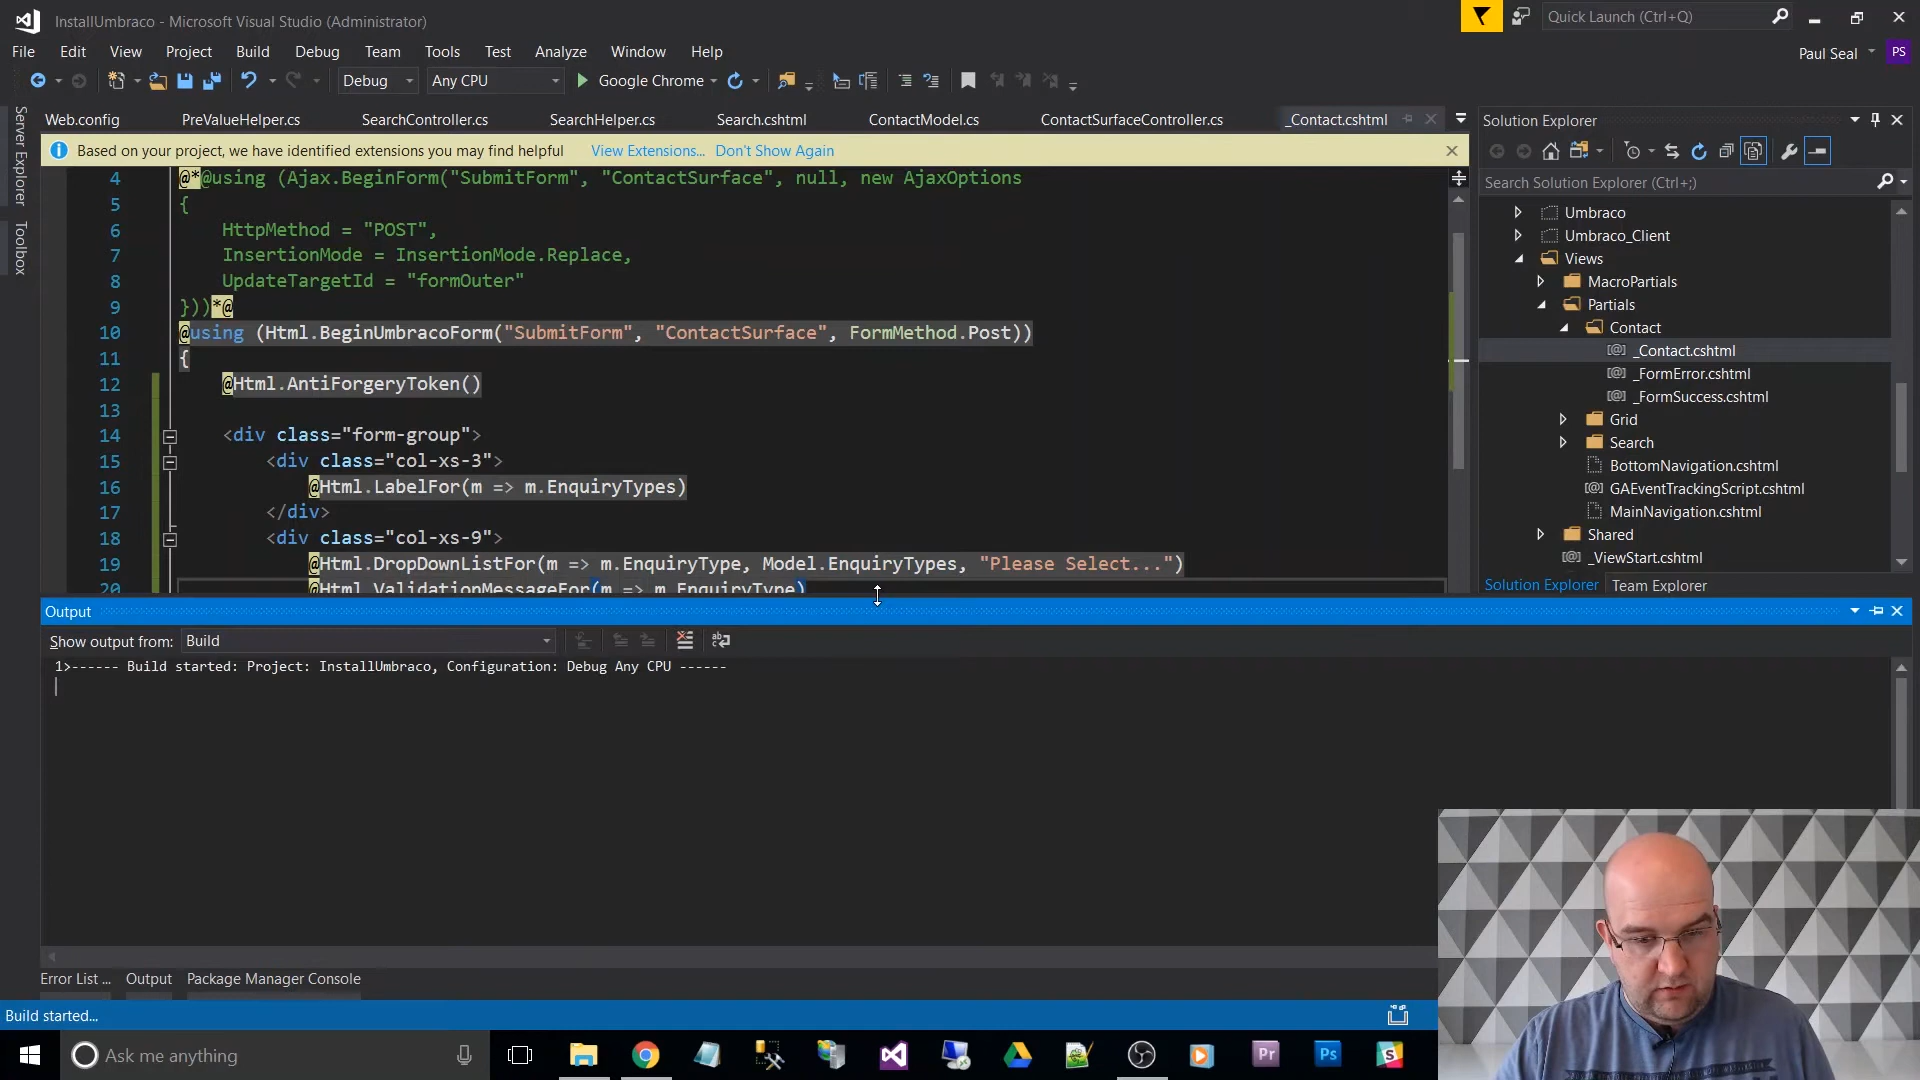 InstallUmbraco - Microsoft Visual Studio (Administrator)
Quick Launch (Ctrl+Q)
File Edit View Project Build Debug Team Tools Test Analyze Window Help
Paul Seal PS
Debug Any CPU Google Chrome
Server Explorer
Toolbox
Web.config PreValueHelper.cs SearchController.cs SearchHelper.cs Search.cshtml ContactModel.cs ContactSurfaceController.cs _Contact.cshtml
Based on your project, we have identified extensions you may find helpful View Extensions... Don't Show Again
4 @*@using (Ajax.BeginForm("SubmitForm", "ContactSurface", null, new AjaxOptions
5 {
6 HttpMethod = "POST",
7 InsertionMode = InsertionMode.Replace,
8 UpdateTargetId = "formOuter"
9 }))*@
10 @using (Html.BeginUmbracoForm("SubmitForm", "ContactSurface", FormMethod.Post))
11 {
12 @Html.AntiForgeryToken()
13
14 <div class="form-group">
15 <div class="col-xs-3">
16 @Html.LabelFor(m => m.EnquiryTypes)
17 </div>
18 <div class="col-xs-9">
19 @Html.DropDownListFor(m => m.EnquiryType, Model.EnquiryTypes, "Please Select...")
20 @Html.ValidationMessageFor(m => m.EnquiryType)
Solution Explorer
Search Solution Explorer (Ctrl+;)
Umbraco
Umbraco_Client
Views
MacroPartials
Partials
Contact
_Contact.cshtml
_FormError.cshtml
_FormSuccess.cshtml
Grid
Search
BottomNavigation.cshtml
GAEventTrackingScript.cshtml
MainNavigation.cshtml
Shared
_ViewStart.cshtml
Solution Explorer Team Explorer
Output
Show output from: Build
1>------ Build started: Project: InstallUmbraco, Configuration: Debug Any CPU ------
Error List ... Output Package Manager Console
Build started...
Ask me anything
Pr
Ps